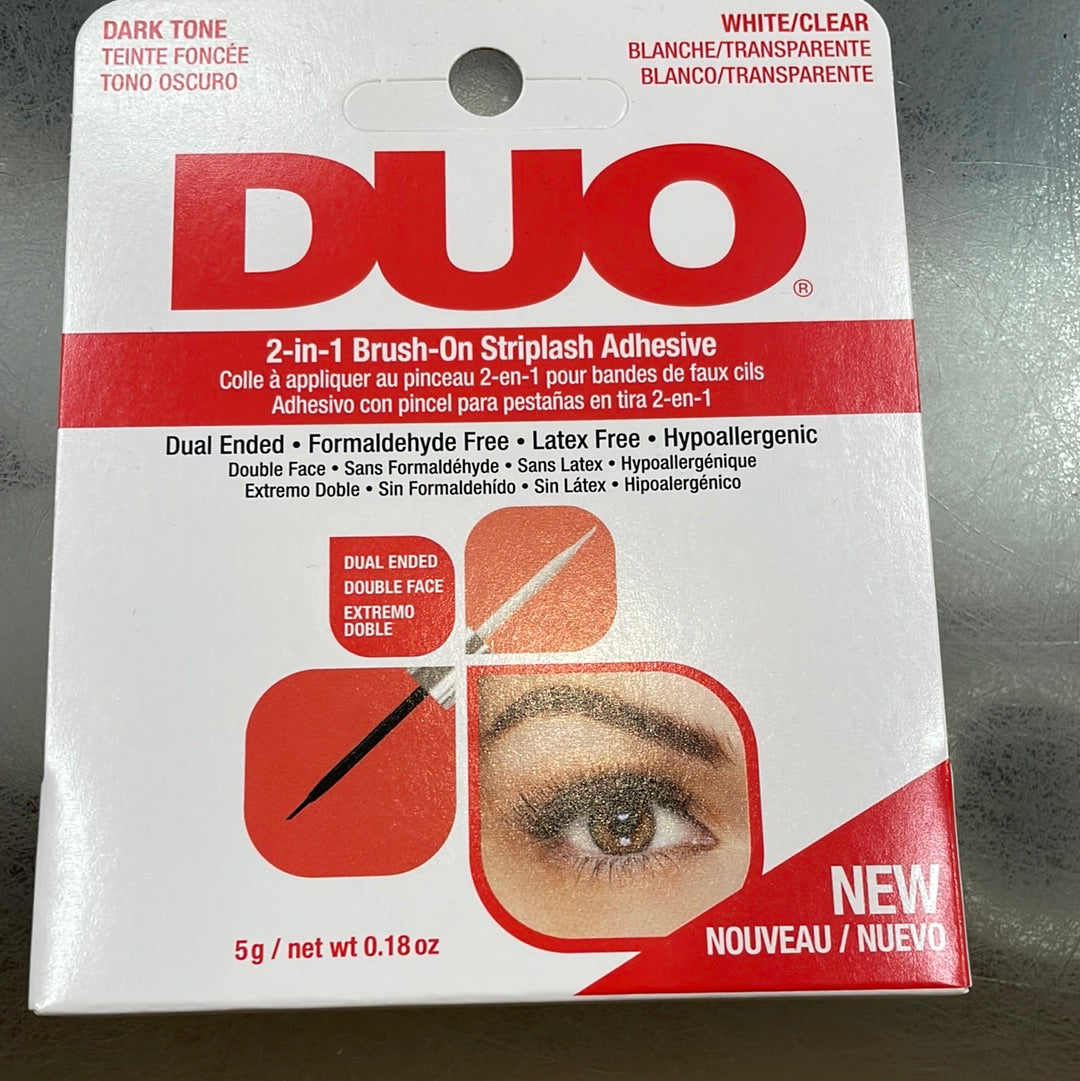 DARK TONE
TEINTE FONCÉE
TONO OSCURO
WHITE/CLEAR
BLANCHE/TRANSPARENTE
BLANCO/TRANSPARENTE
DUO®
2-in-1 Brush-On Striplash Adhesive
Colle à appliquer au pinceau 2-en-1 pour bandes de faux cils
Adhesivo con pincel para pestañas en tira 2-en-1
Dual Ended • Formaldehyde Free • Latex Free • Hypoallergenic
Double Face • Sans Formaldéhyde • Sans Latex • Hypoallergénique
Extremo Doble • Sin Formaldehído • Sin Látex • Hipoalergénico
DUAL ENDED
DOUBLE FACE
EXTREMO
DOBLE
5g / net wt 0.18 oz
NEW
NOUVEAU / NUEVO